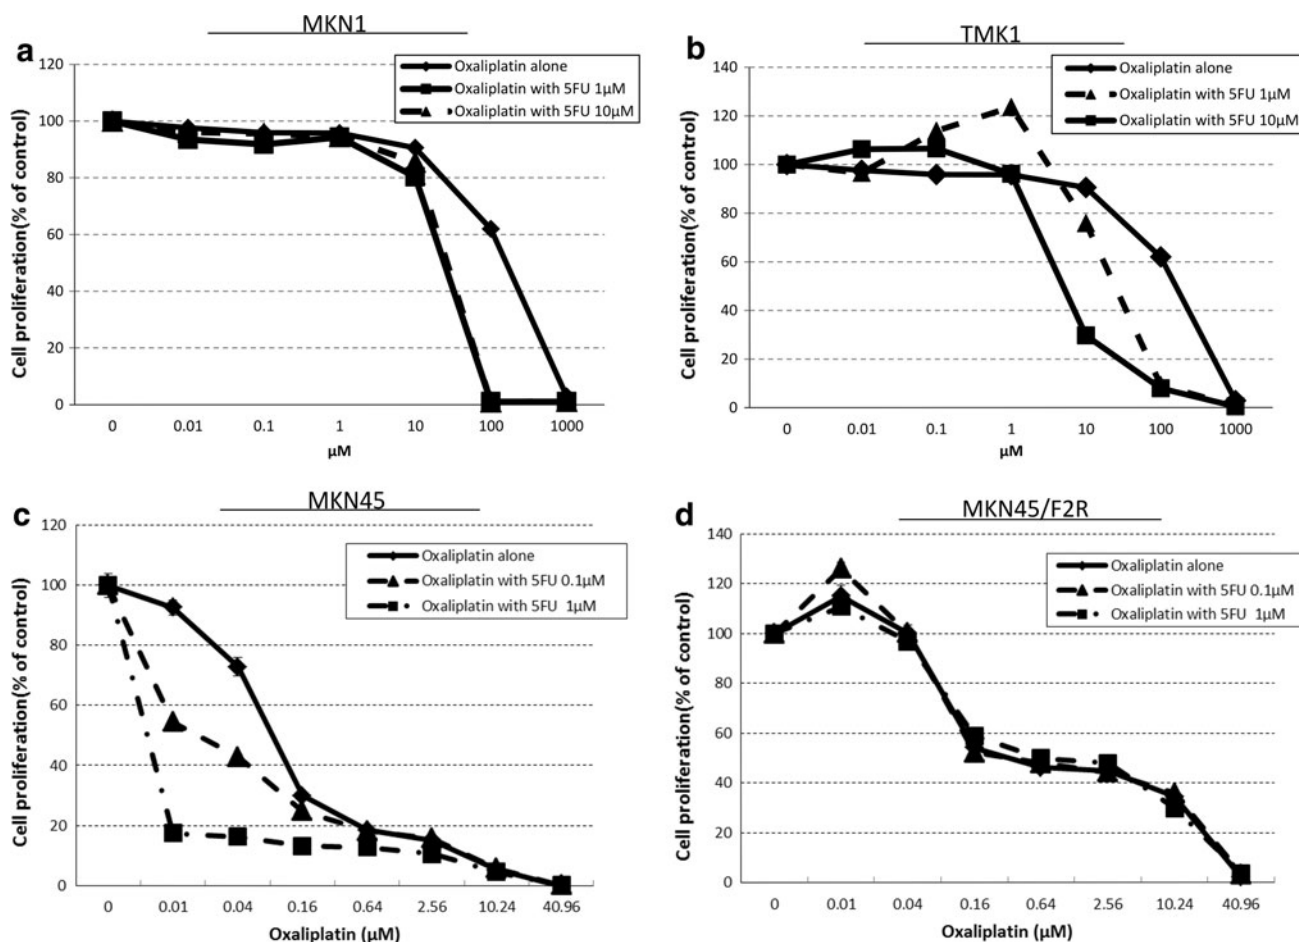 MKN1
a
120
100
80
60
40
20
0
Cell proliferation(% of control)
Oxaliplatin alone
Oxaliplatin with 5FU 1µM
Oxaliplatin with 5FU 10µM
0 0.01 0.1 1 10 100 1000
µM
TMK1
b
140
120
100
80
60
40
20
0
Cell proliferation(% of control)
Oxaliplatin alone
Oxaliplatin with 5FU 1µM
Oxaliplatin with 5FU 10µM
0 0.01 0.1 1 10 100 1000
µM
MKN45
c
120
100
80
60
40
20
0
Cell proliferation(% of control)
Oxaliplatin alone
Oxaliplatin with 5FU 0.1µM
Oxaliplatin with 5FU 1µM
0 0.01 0.04 0.16 0.64 2.56 10.24 40.96
Oxaliplatin (µM)
MKN45/F2R
d
140
120
100
80
60
40
20
0
Cell proliferation(% of control)
Oxaliplatin alone
Oxaliplatin with 5FU 0.1µM
Oxaliplatin with 5FU 1µM
0 0.01 0.04 0.16 0.64 2.56 10.24 40.96
Oxaliplatin (µM)